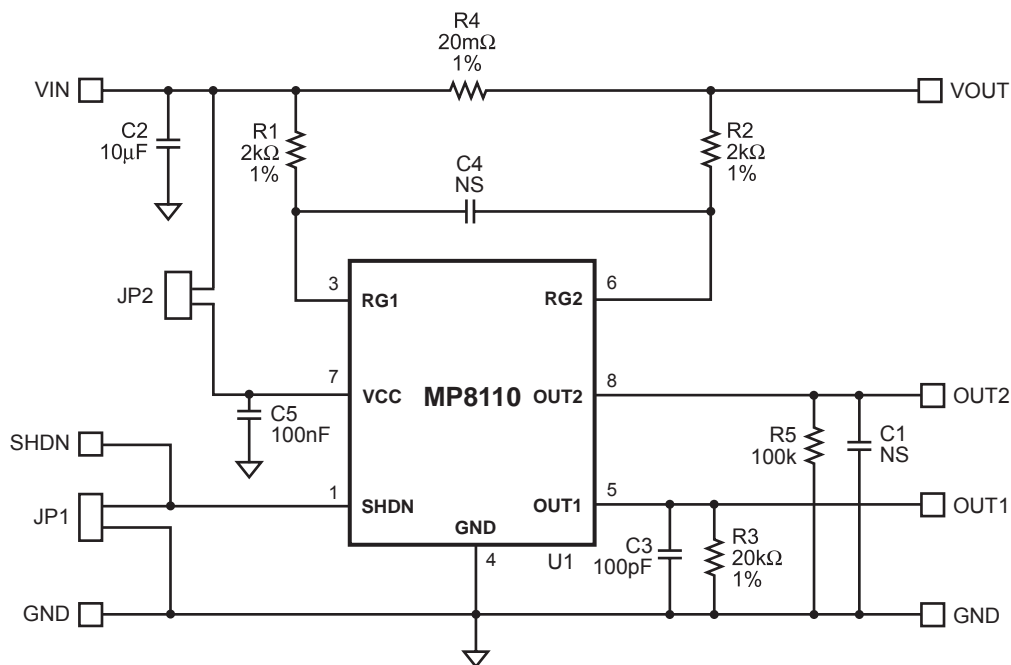 R4
20mΩ
1%
VIN
VOUT
C2
10μF
R1
2kΩ
1%
C4
NS
R2
2kΩ
1%
JP2
3
RG1
RG2
6
7
VCC
MP8110
OUT2
8
OUT2
C5
100nF
R5
100k
C1
NS
SHDN
JP1
1
SHDN
OUT1
5
OUT1
GND
4
U1
C3
100pF
R3
20kΩ
1%
GND
GND